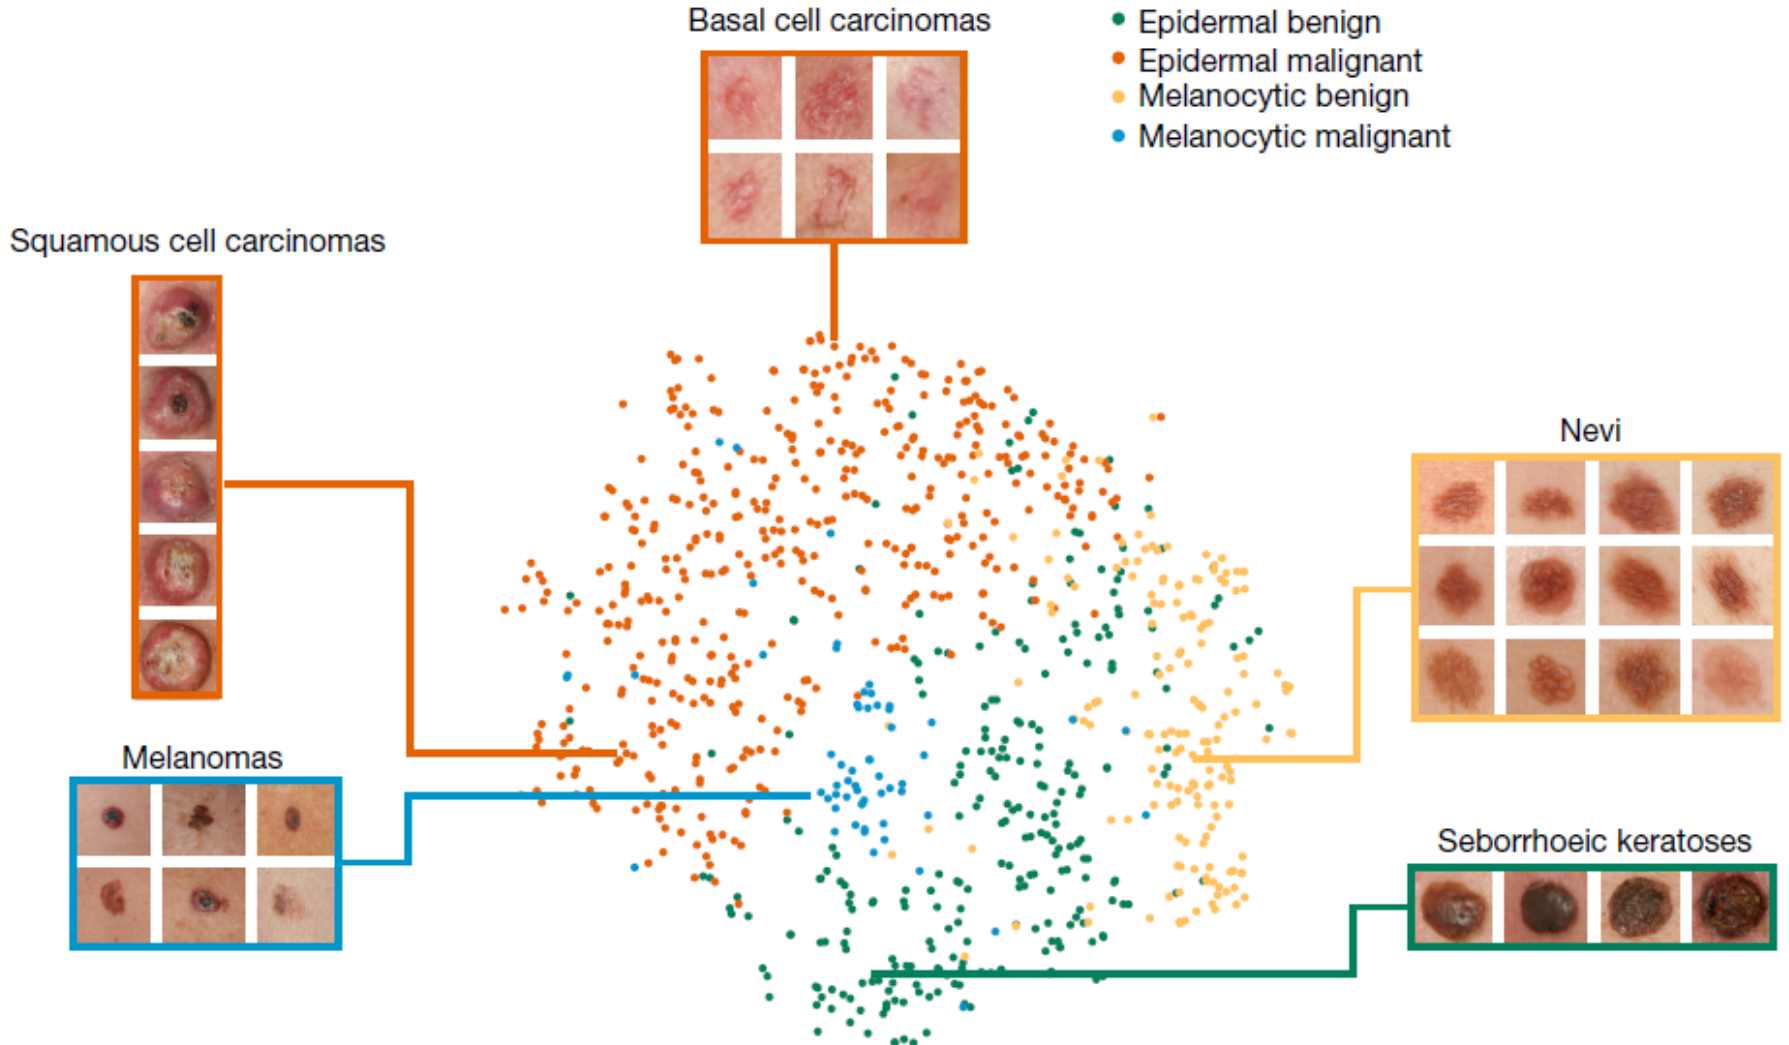 Basal cell carcinomas
Epidermal benign
Epidermal malignant
Melanocytic benign
Melanocytic malignant
Squamous cell carcinomas
Nevi
Melanomas
Seborrhoeic keratoses